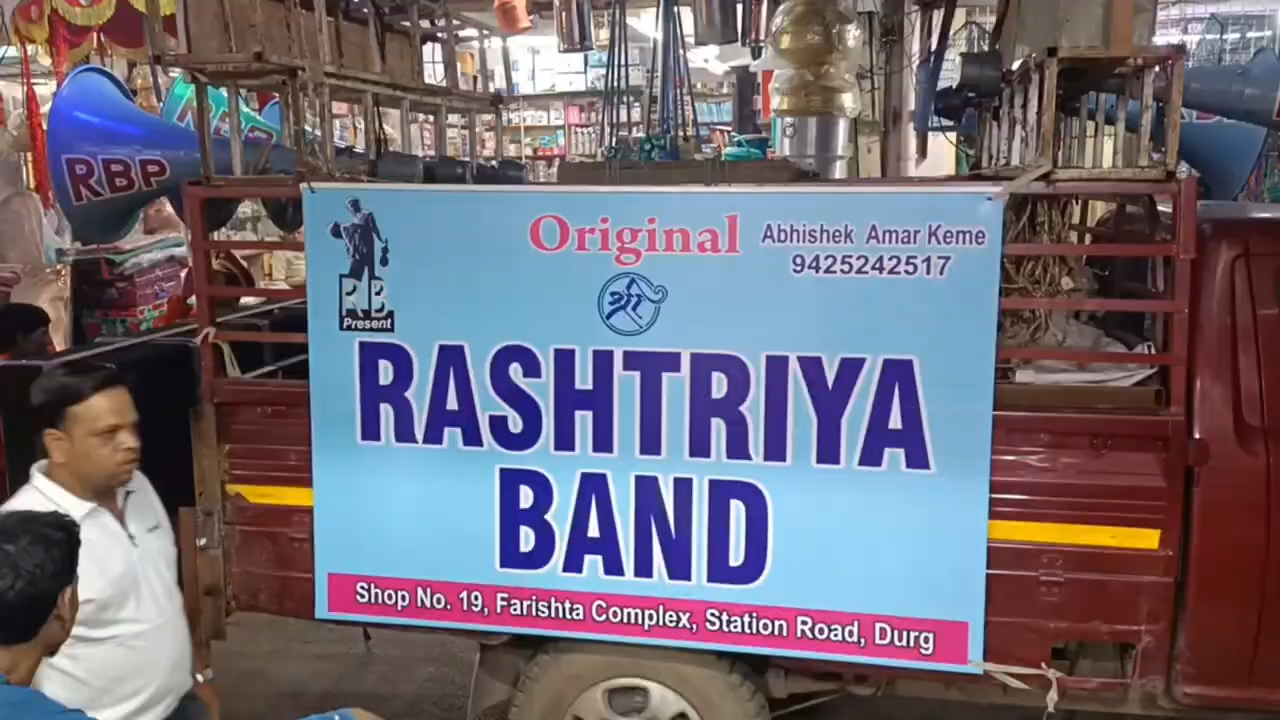 RBP
Original
Abhishek Amar Keme
9425242517
श्री
RB
Present
RASHTRIYA
BAND
Shop No. 19, Farishta Complex, Station Road, Durg